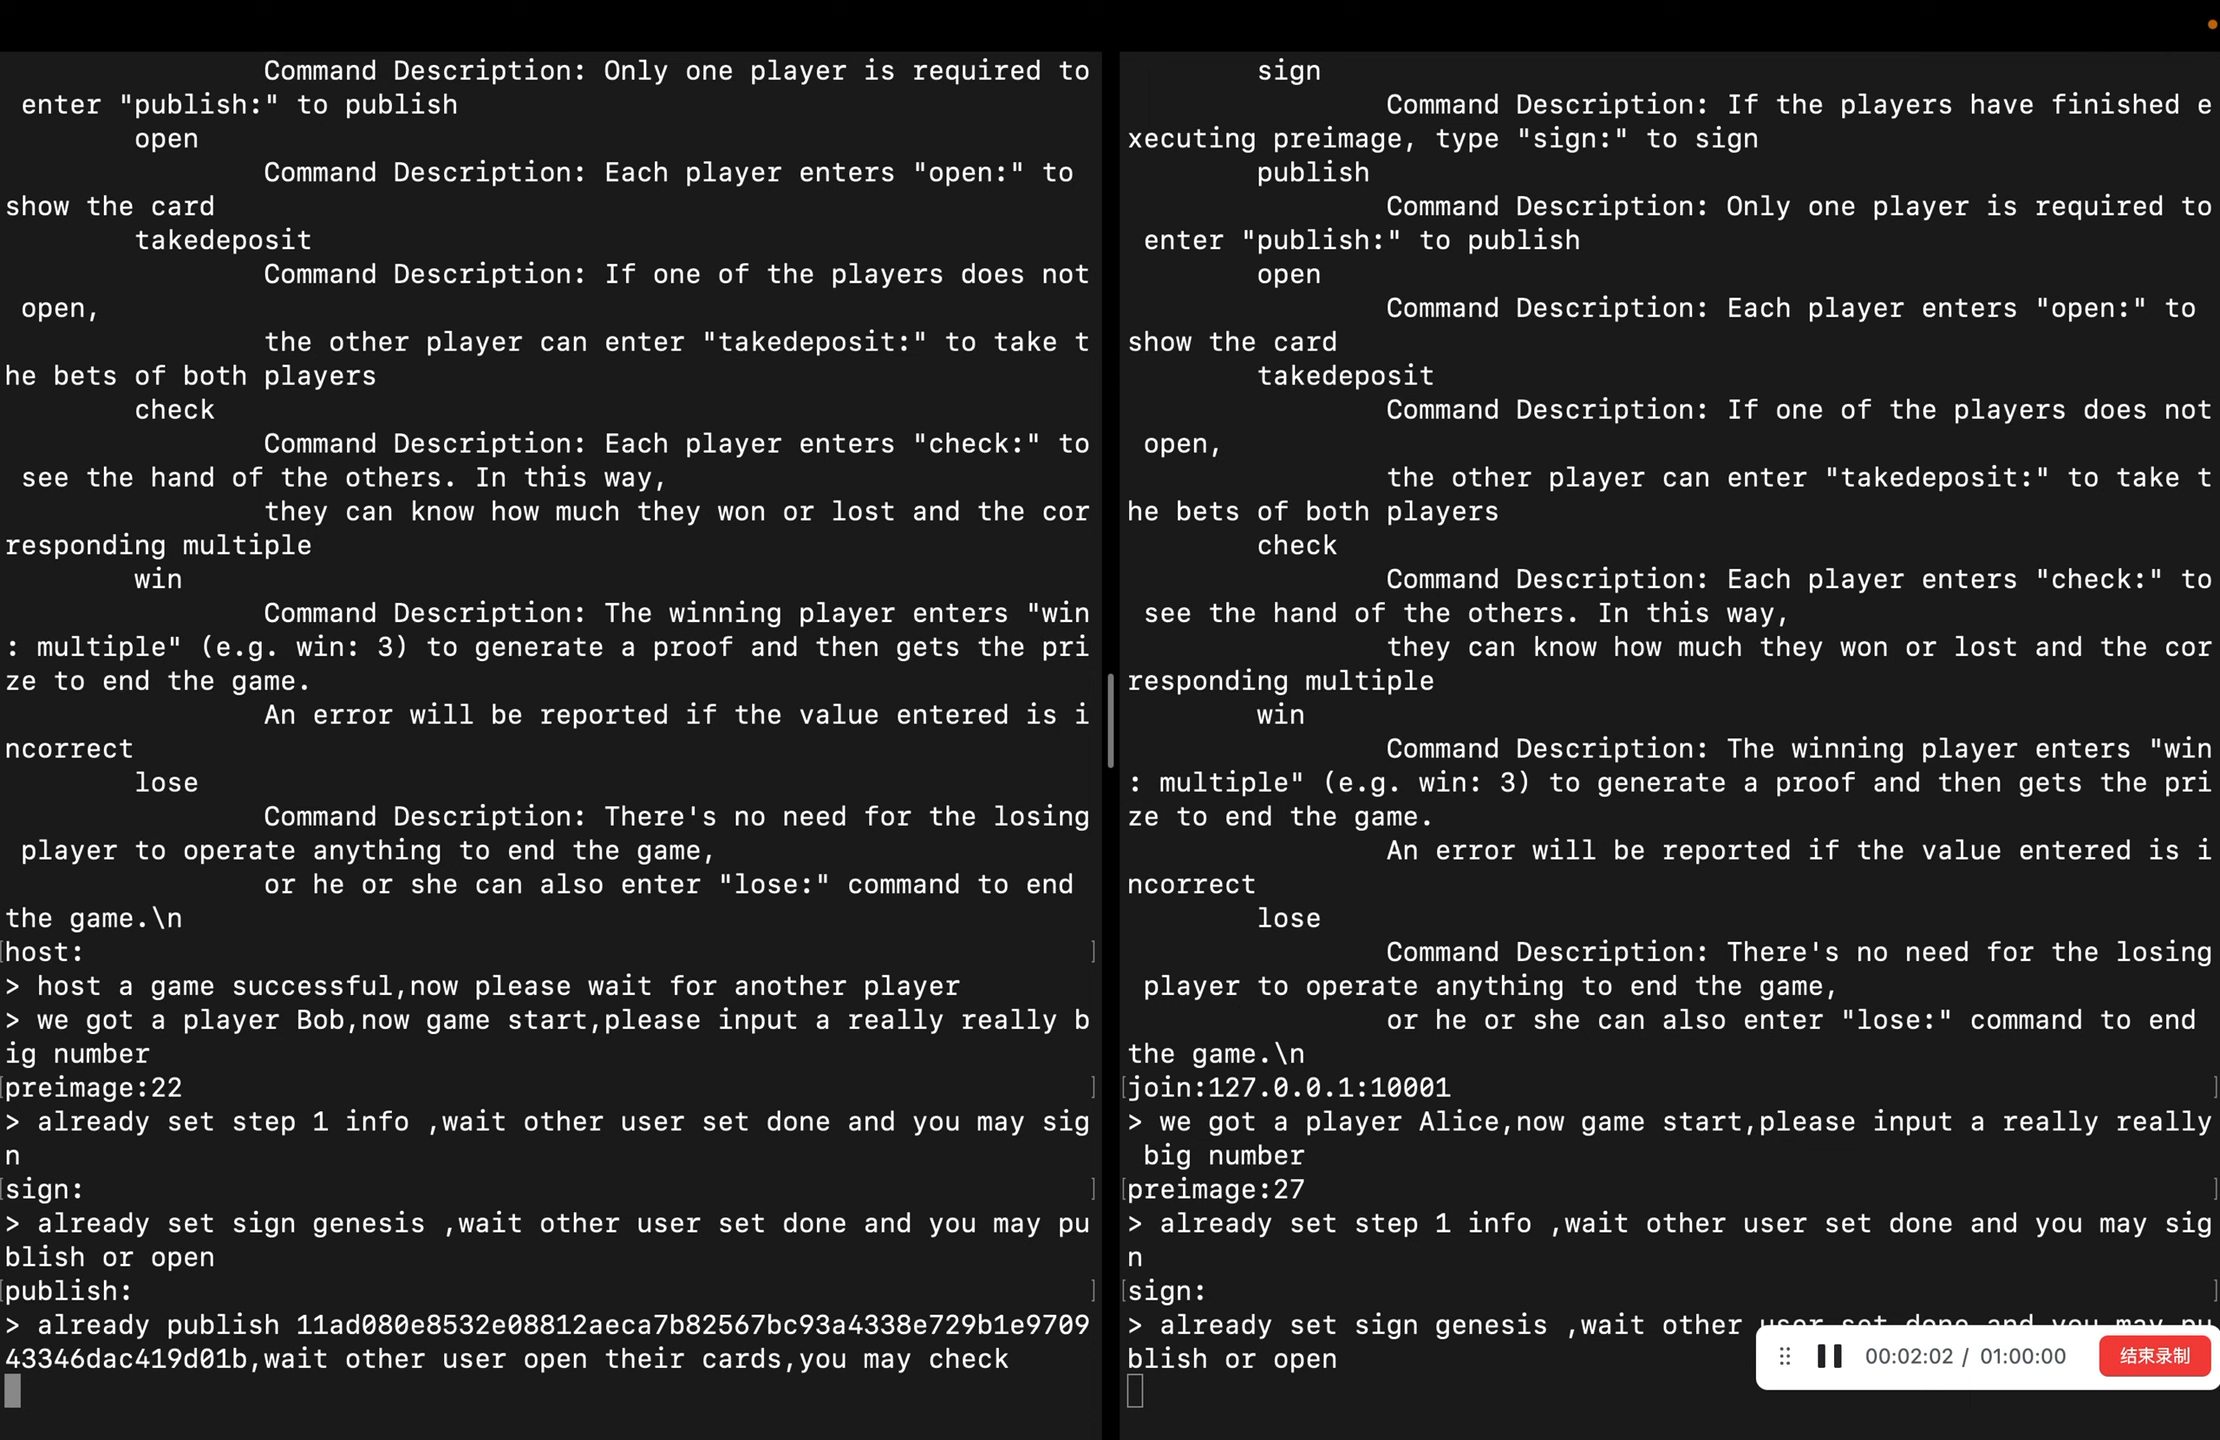 Command Description: Only one player is required to
enter "publish:" to publish
open
Command Description: Each player enters "open:" to
show the card
takedeposit
Command Description: If one of the players does not
open,
the other player can enter "takedeposit:" to take t
he bets of both players
check
Command Description: Each player enters "check:" to
see the hand of the others. In this way,
they can know how much they won or lost and the cor
responding multiple
win
Command Description: The winning player enters "win
: multiple" (e.g. win: 3) to generate a proof and then gets the pri
ze to end the game.
An error will be reported if the value entered is i
ncorrect
lose
Command Description: There's no need for the losing
player to operate anything to end the game,
or he or she can also enter "lose:" command to end
the game.\n
[host: ]
> host a game successful,now please wait for another player
> we got a player Bob,now game start,please input a really really b
ig number
[preimage:22 ]
> already set step 1 info ,wait other user set done and you may sig
n
[sign: ]
> already set sign genesis ,wait other user set done and you may pu
blish or open
[publish: ]
> already publish 11ad080e8532e08812aeca7b82567bc93a4338e729b1e9709
43346dac419d01b,wait other user open their cards,you may check
sign
Command Description: If the players have finished e
xecuting preimage, type "sign:" to sign
publish
Command Description: Only one player is required to
enter "publish:" to publish
open
Command Description: Each player enters "open:" to
show the card
takedeposit
Command Description: If one of the players does not
open,
the other player can enter "takedeposit:" to take t
he bets of both players
check
Command Description: Each player enters "check:" to
see the hand of the others. In this way,
they can know how much they won or lost and the cor
responding multiple
win
Command Description: The winning player enters "win
: multiple" (e.g. win: 3) to generate a proof and then gets the pri
ze to end the game.
An error will be reported if the value entered is i
ncorrect
lose
Command Description: There's no need for the losing
player to operate anything to end the game,
or he or she can also enter "lose:" command to end
the game.\n
[join:127.0.0.1:10001 ]
> we got a player Alice,now game start,please input a really really
big number
[preimage:27 ]
> already set step 1 info ,wait other user set done and you may sig
n
[sign: ]
> already set sign genesis ,wait other user set done and you may pu
blish or open
00:02:02 / 01:00:00 结束录制